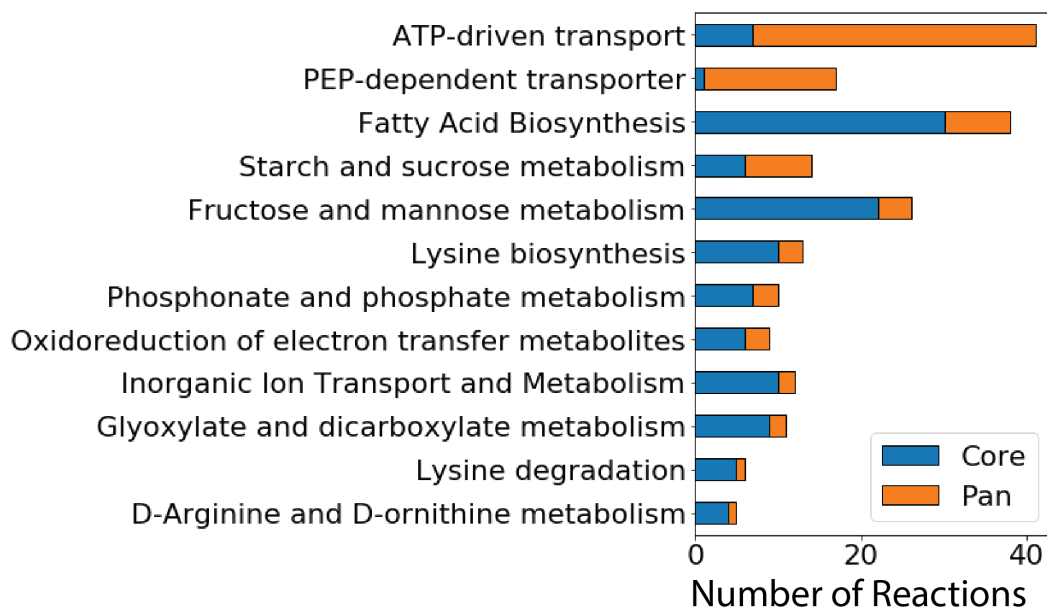 ATP-driven transport
PEP-dependent transporter
Fatty Acid Biosynthesis
Starch and sucrose metabolism
Fructose and mannose metabolism
Lysine biosynthesis
Phosphonate and phosphate metabolism
Oxidoreduction of electron transfer metabolites
Inorganic Ion Transport and Metabolism
Glyoxylate and dicarboxylate metabolism
Lysine degradation
D-Arginine and D-ornithine metabolism
Core
Pan
0 20 40
Number of Reactions